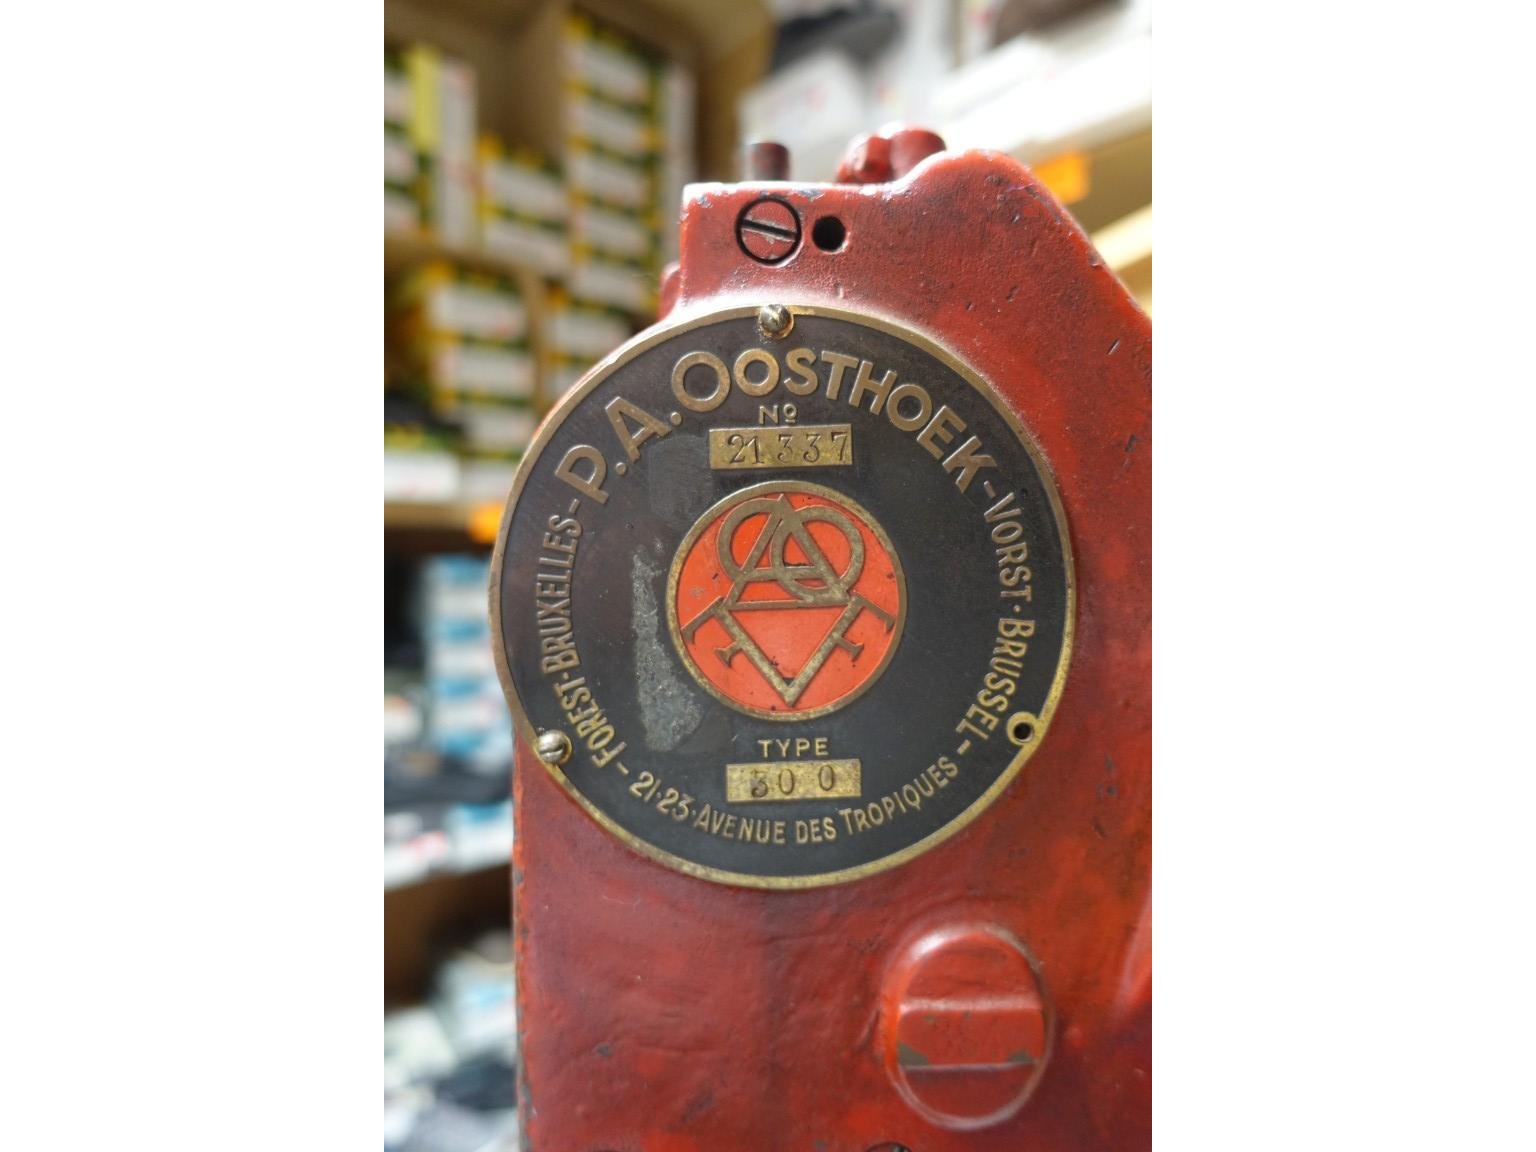 P.A. OOSTHOEK - VORST · BRUSSEL -
Nº
21337
TYPE
300
FOREST · BRUXELLES -
- 21·23 · AVENUE DES TROPIQUES